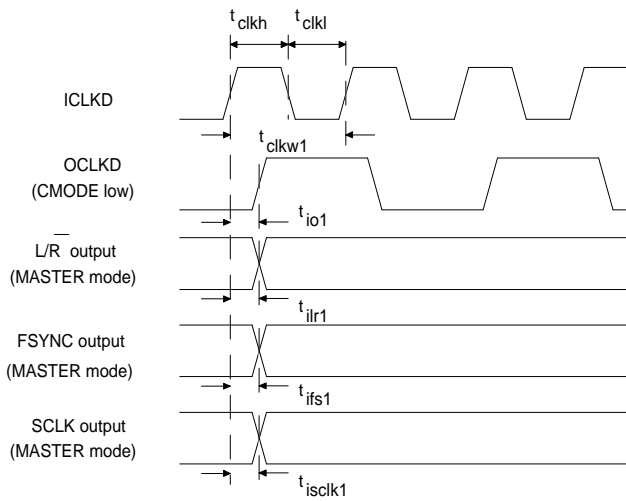 t clkh t clkl
ICLKD
t clkw1
OCLKD
(CMODE low)
t io1
L/R̅ output
(MASTER mode)
t ilr1
FSYNC output
(MASTER mode)
t ifs1
SCLK output
(MASTER mode)
t isclk1